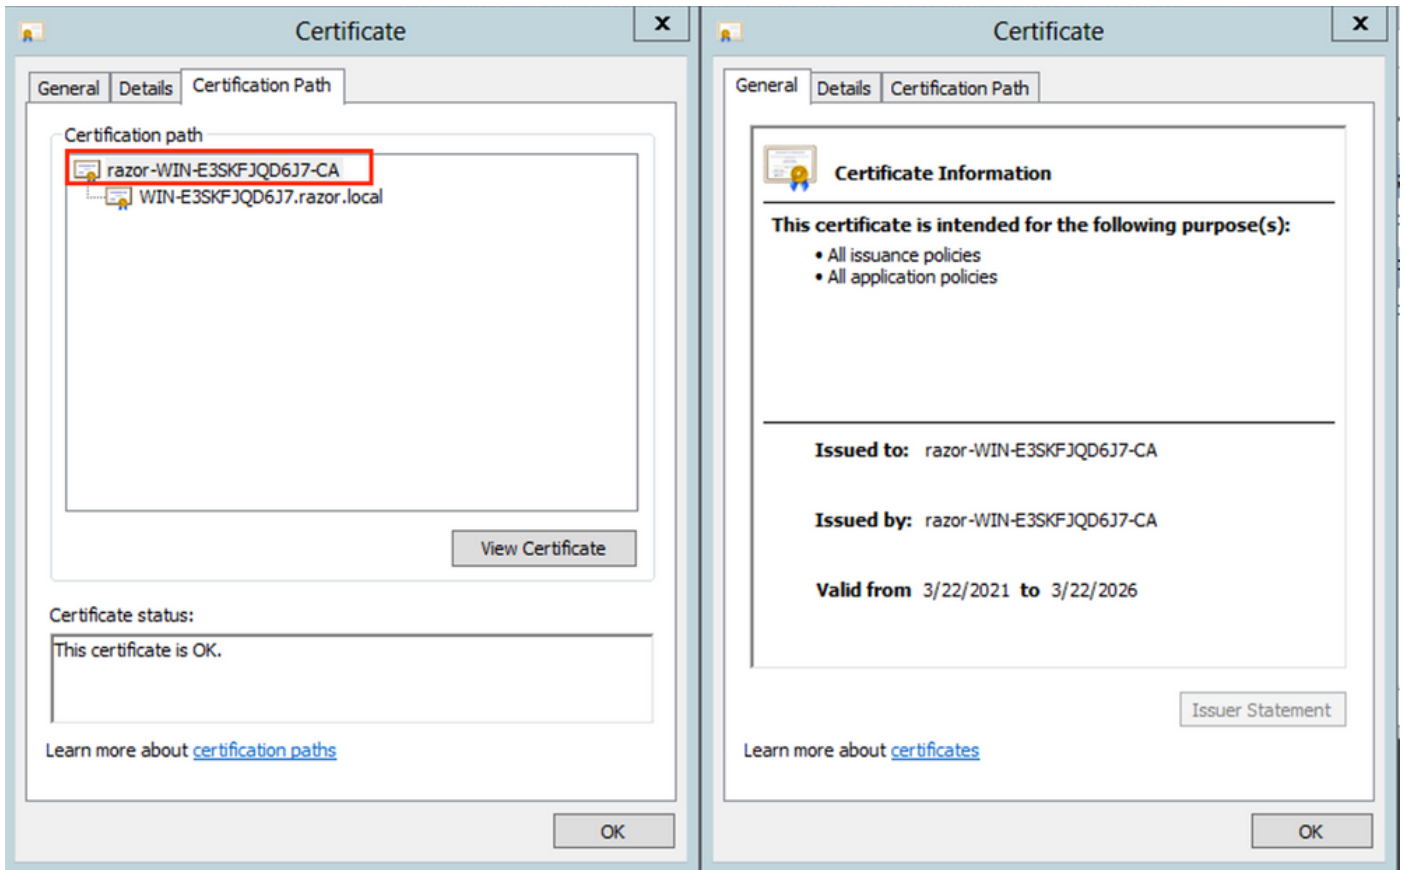 Certificate
x
General
Details
Certification Path
Certification path
razor-WIN-E3SKFJQD6J7-CA
WIN-E3SKFJQD6J7.razor.local
View Certificate
Certificate status:
This certificate is OK.
Learn more about certification paths
OK
Certificate
x
General
Details
Certification Path
Certificate Information
This certificate is intended for the following purpose(s):
• All issuance policies
• All application policies
Issued to: razor-WIN-E3SKFJQD6J7-CA
Issued by: razor-WIN-E3SKFJQD6J7-CA
Valid from 3/22/2021 to 3/22/2026
Issuer Statement
Learn more about certificates
OK